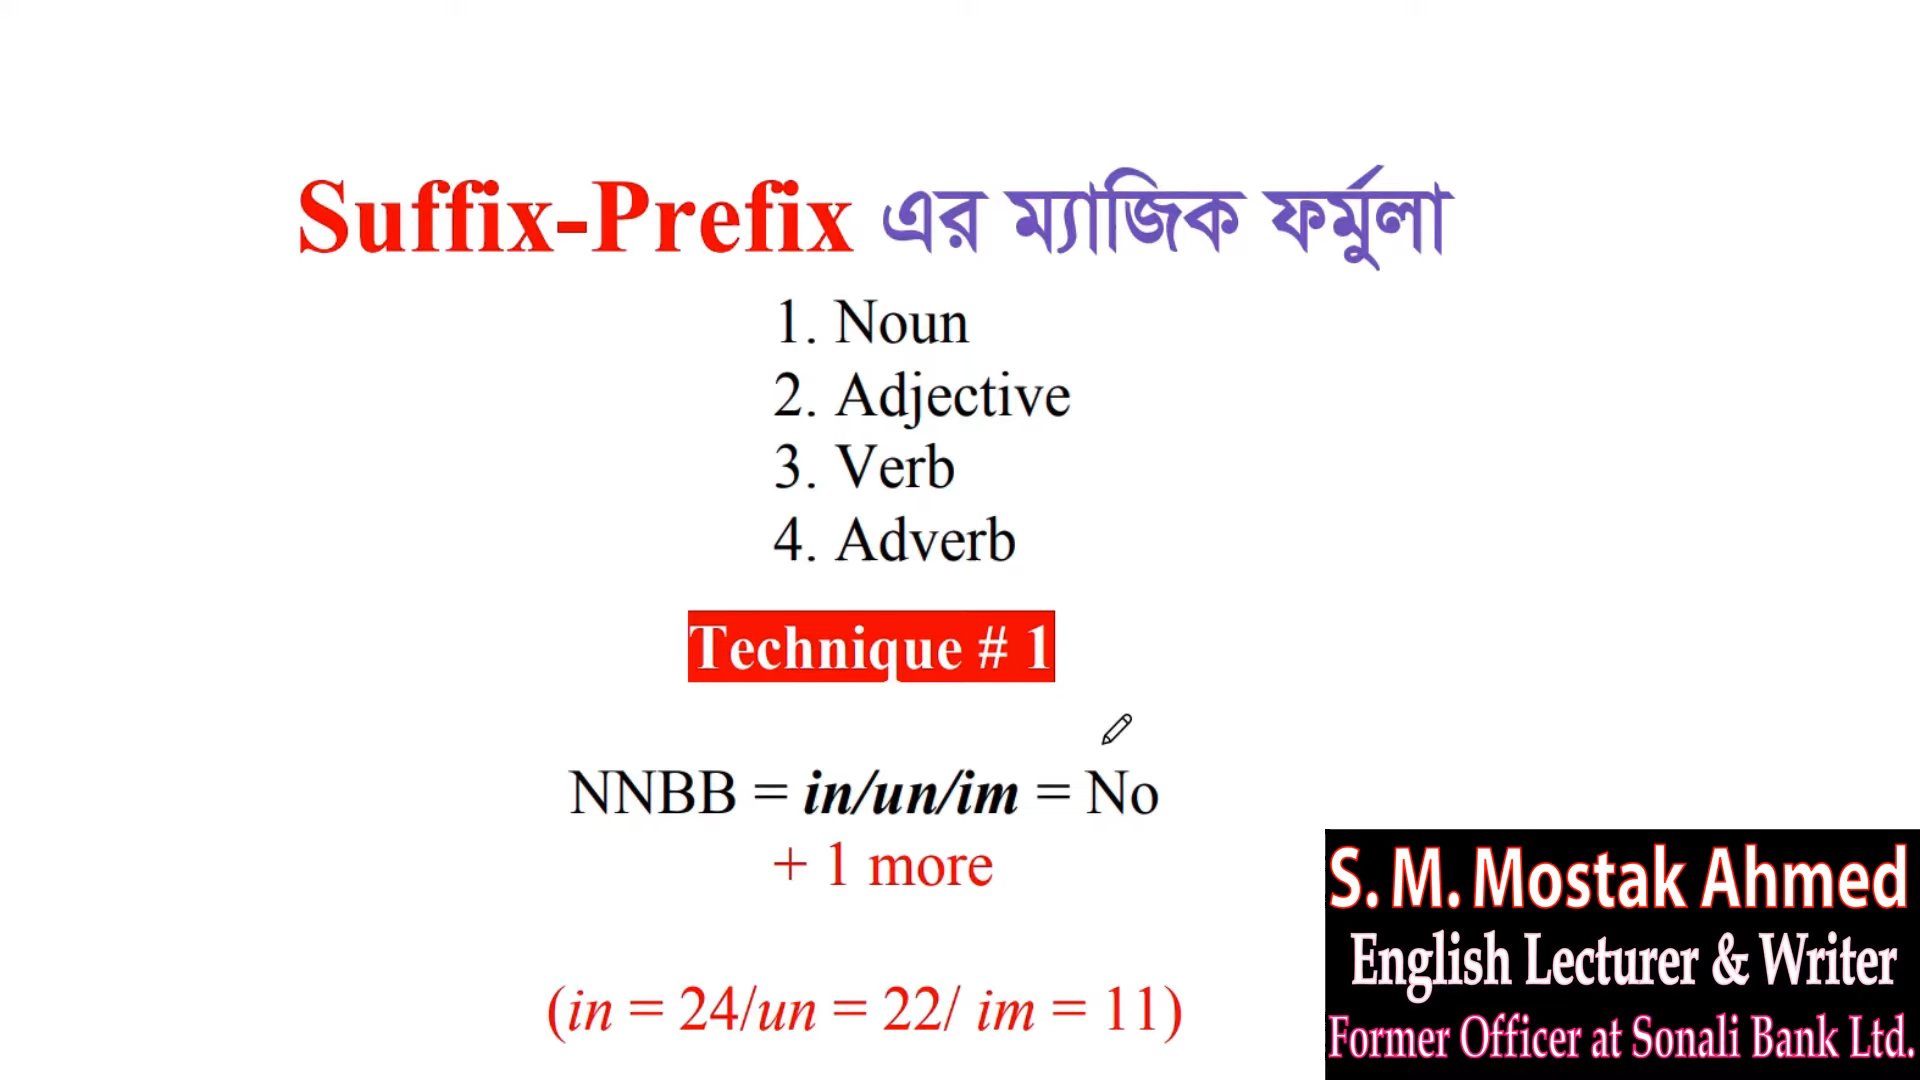 Suffix-Prefix এর ম্যাজিক ফর্মুলা
1. Noun
2. Adjective
3. Verb
4. Adverb
Technique # 1
NNBB = in/un/im = No
+ 1 more
(in = 24/un = 22/ im = 11)
S. M. Mostak Ahmed
English Lecturer & Writer
Former Officer at Sonali Bank Ltd.